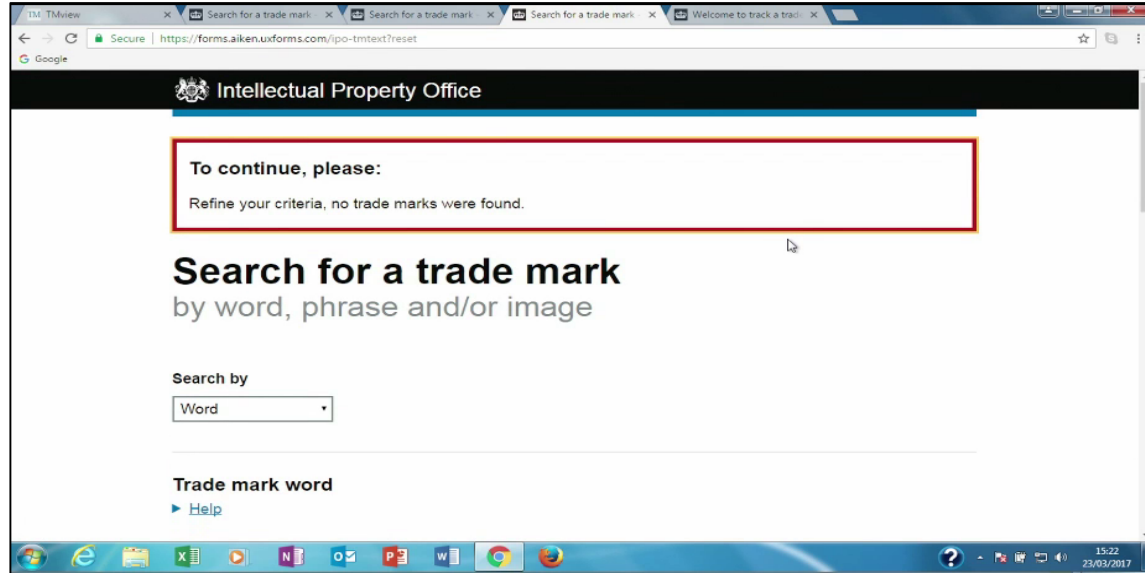 TM TMview
Search for a trade mark -
Search for a trade mark -
Search for a trade mark -
Welcome to track a trade
Secure | https://forms.aiken.uxforms.com/ipo-tmtext?reset
G Google
Intellectual Property Office
To continue, please:
Refine your criteria, no trade marks were found.
Search for a trade mark
by word, phrase and/or image
Search by
Word
Trade mark word
Help
15:22
23/03/2017